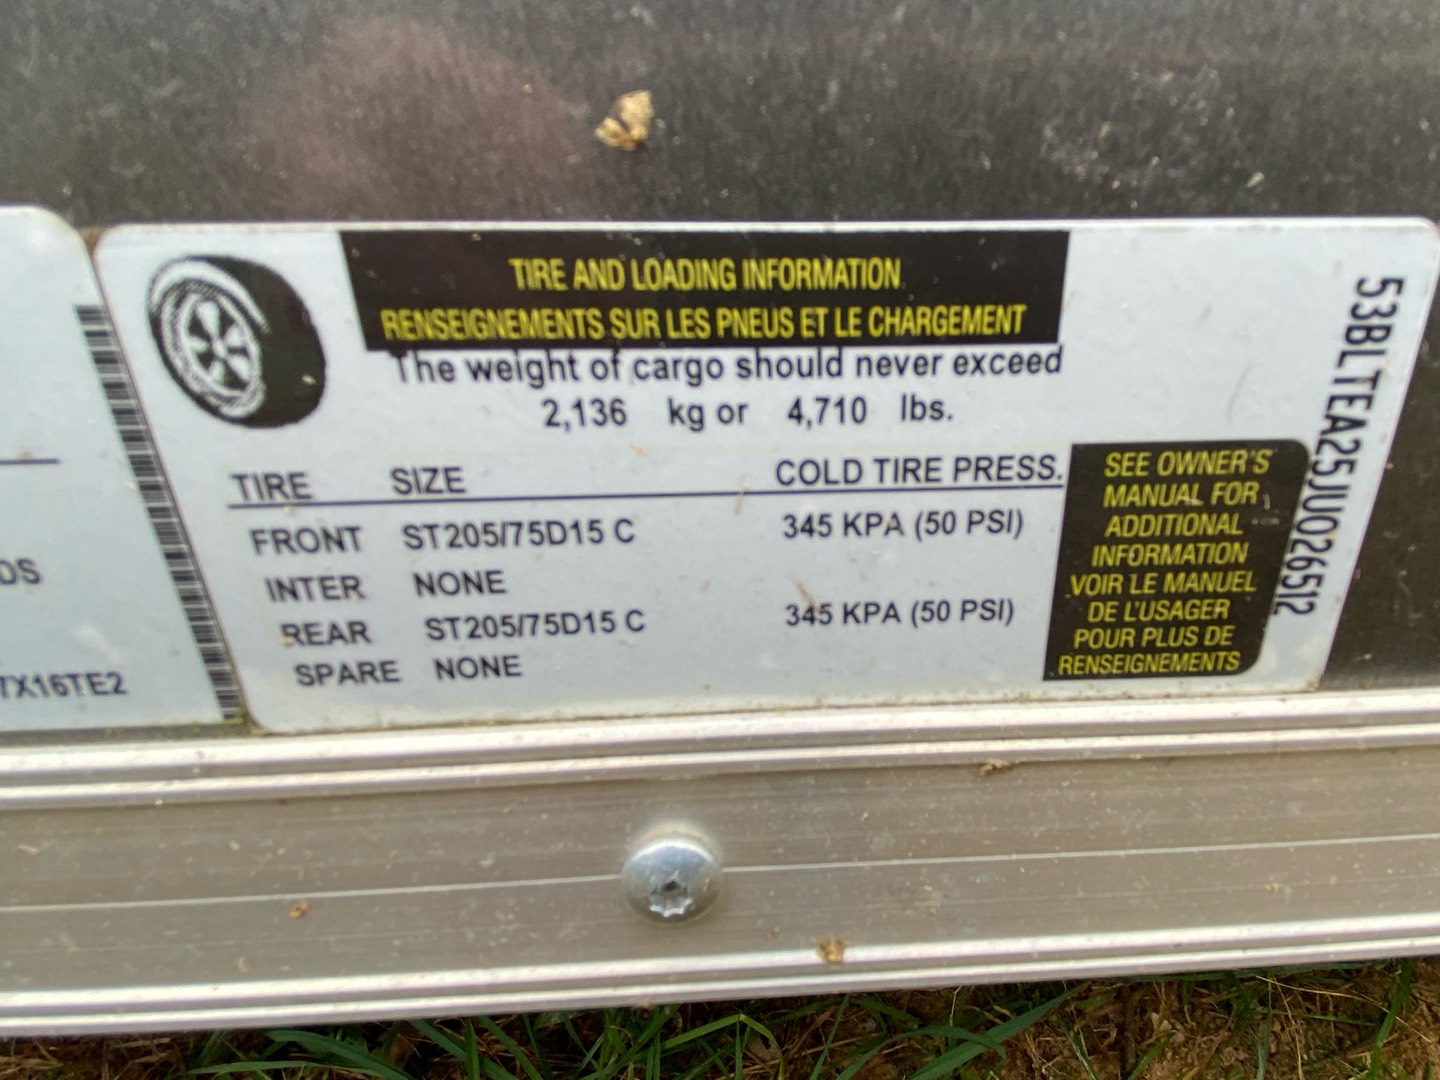 TIRE AND LOADING INFORMATION
RENSEIGNEMENTS SUR LES PNEUS ET LE CHARGEMENT
The weight of cargo should never exceed
2,136 kg or 4,710 lbs.
TIRE SIZE COLD TIRE PRESS.
FRONT ST205/75D15 C 345 KPA (50 PSI)
INTER NONE
REAR ST205/75D15 C 345 KPA (50 PSI)
SPARE NONE
SEE OWNER'S
MANUAL FOR
ADDITIONAL
INFORMATION
VOIR LE MANUEL
DE L'USAGER
POUR PLUS DE
RENSEIGNEMENTS
53BLTEA25JU026512
DS
7X16TE2